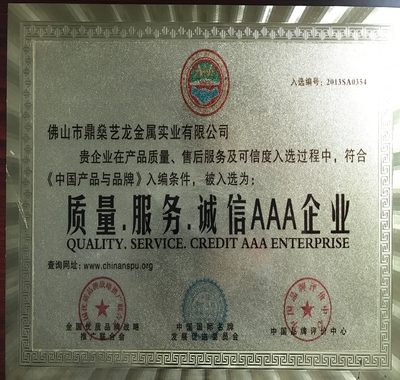 入选编号：2013SA0354
佛山市鼎燊艺龙金属实业有限公司
贵企业在产品质量、售后服务及可信度入选过程中，符合
《中国产品与品牌》入编条件，被入选为：
质量.服务.诚信AAA企业
QUALITY. SERVICE. CREDIT AAA ENTERPRISE
查询网址：www.chinanspu.org
全国优质品牌战略
推广联合会
中国国际名牌
发展促进委员会
中国品牌评价中心